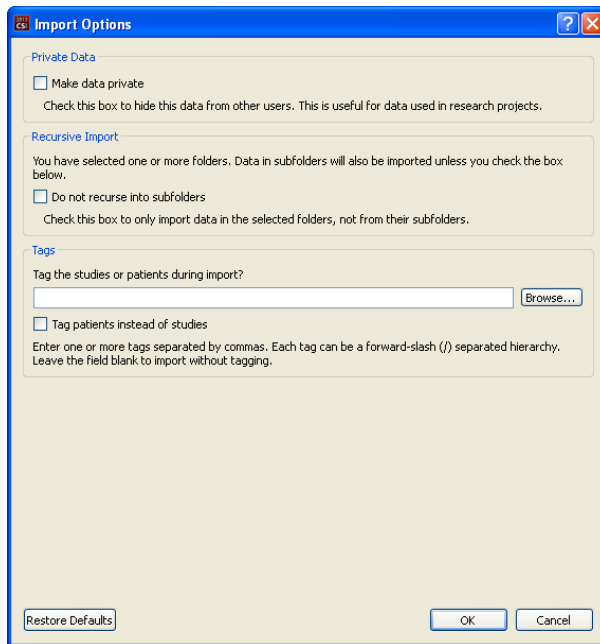 Import Options
Private Data
Make data private
Check this box to hide this data from other users. This is useful for data used in research projects.
Recursive Import
You have selected one or more folders. Data in subfolders will also be imported unless you check the box
below.
Do not recurse into subfolders
Check this box to only import data in the selected folders, not from their subfolders.
Tags
Tag the studies or patients during import?
Browse...
Tag patients instead of studies
Enter one or more tags separated by commas. Each tag can be a forward-slash (/) separated hierarchy.
Leave the field blank to import without tagging.
Restore Defaults
OK
Cancel